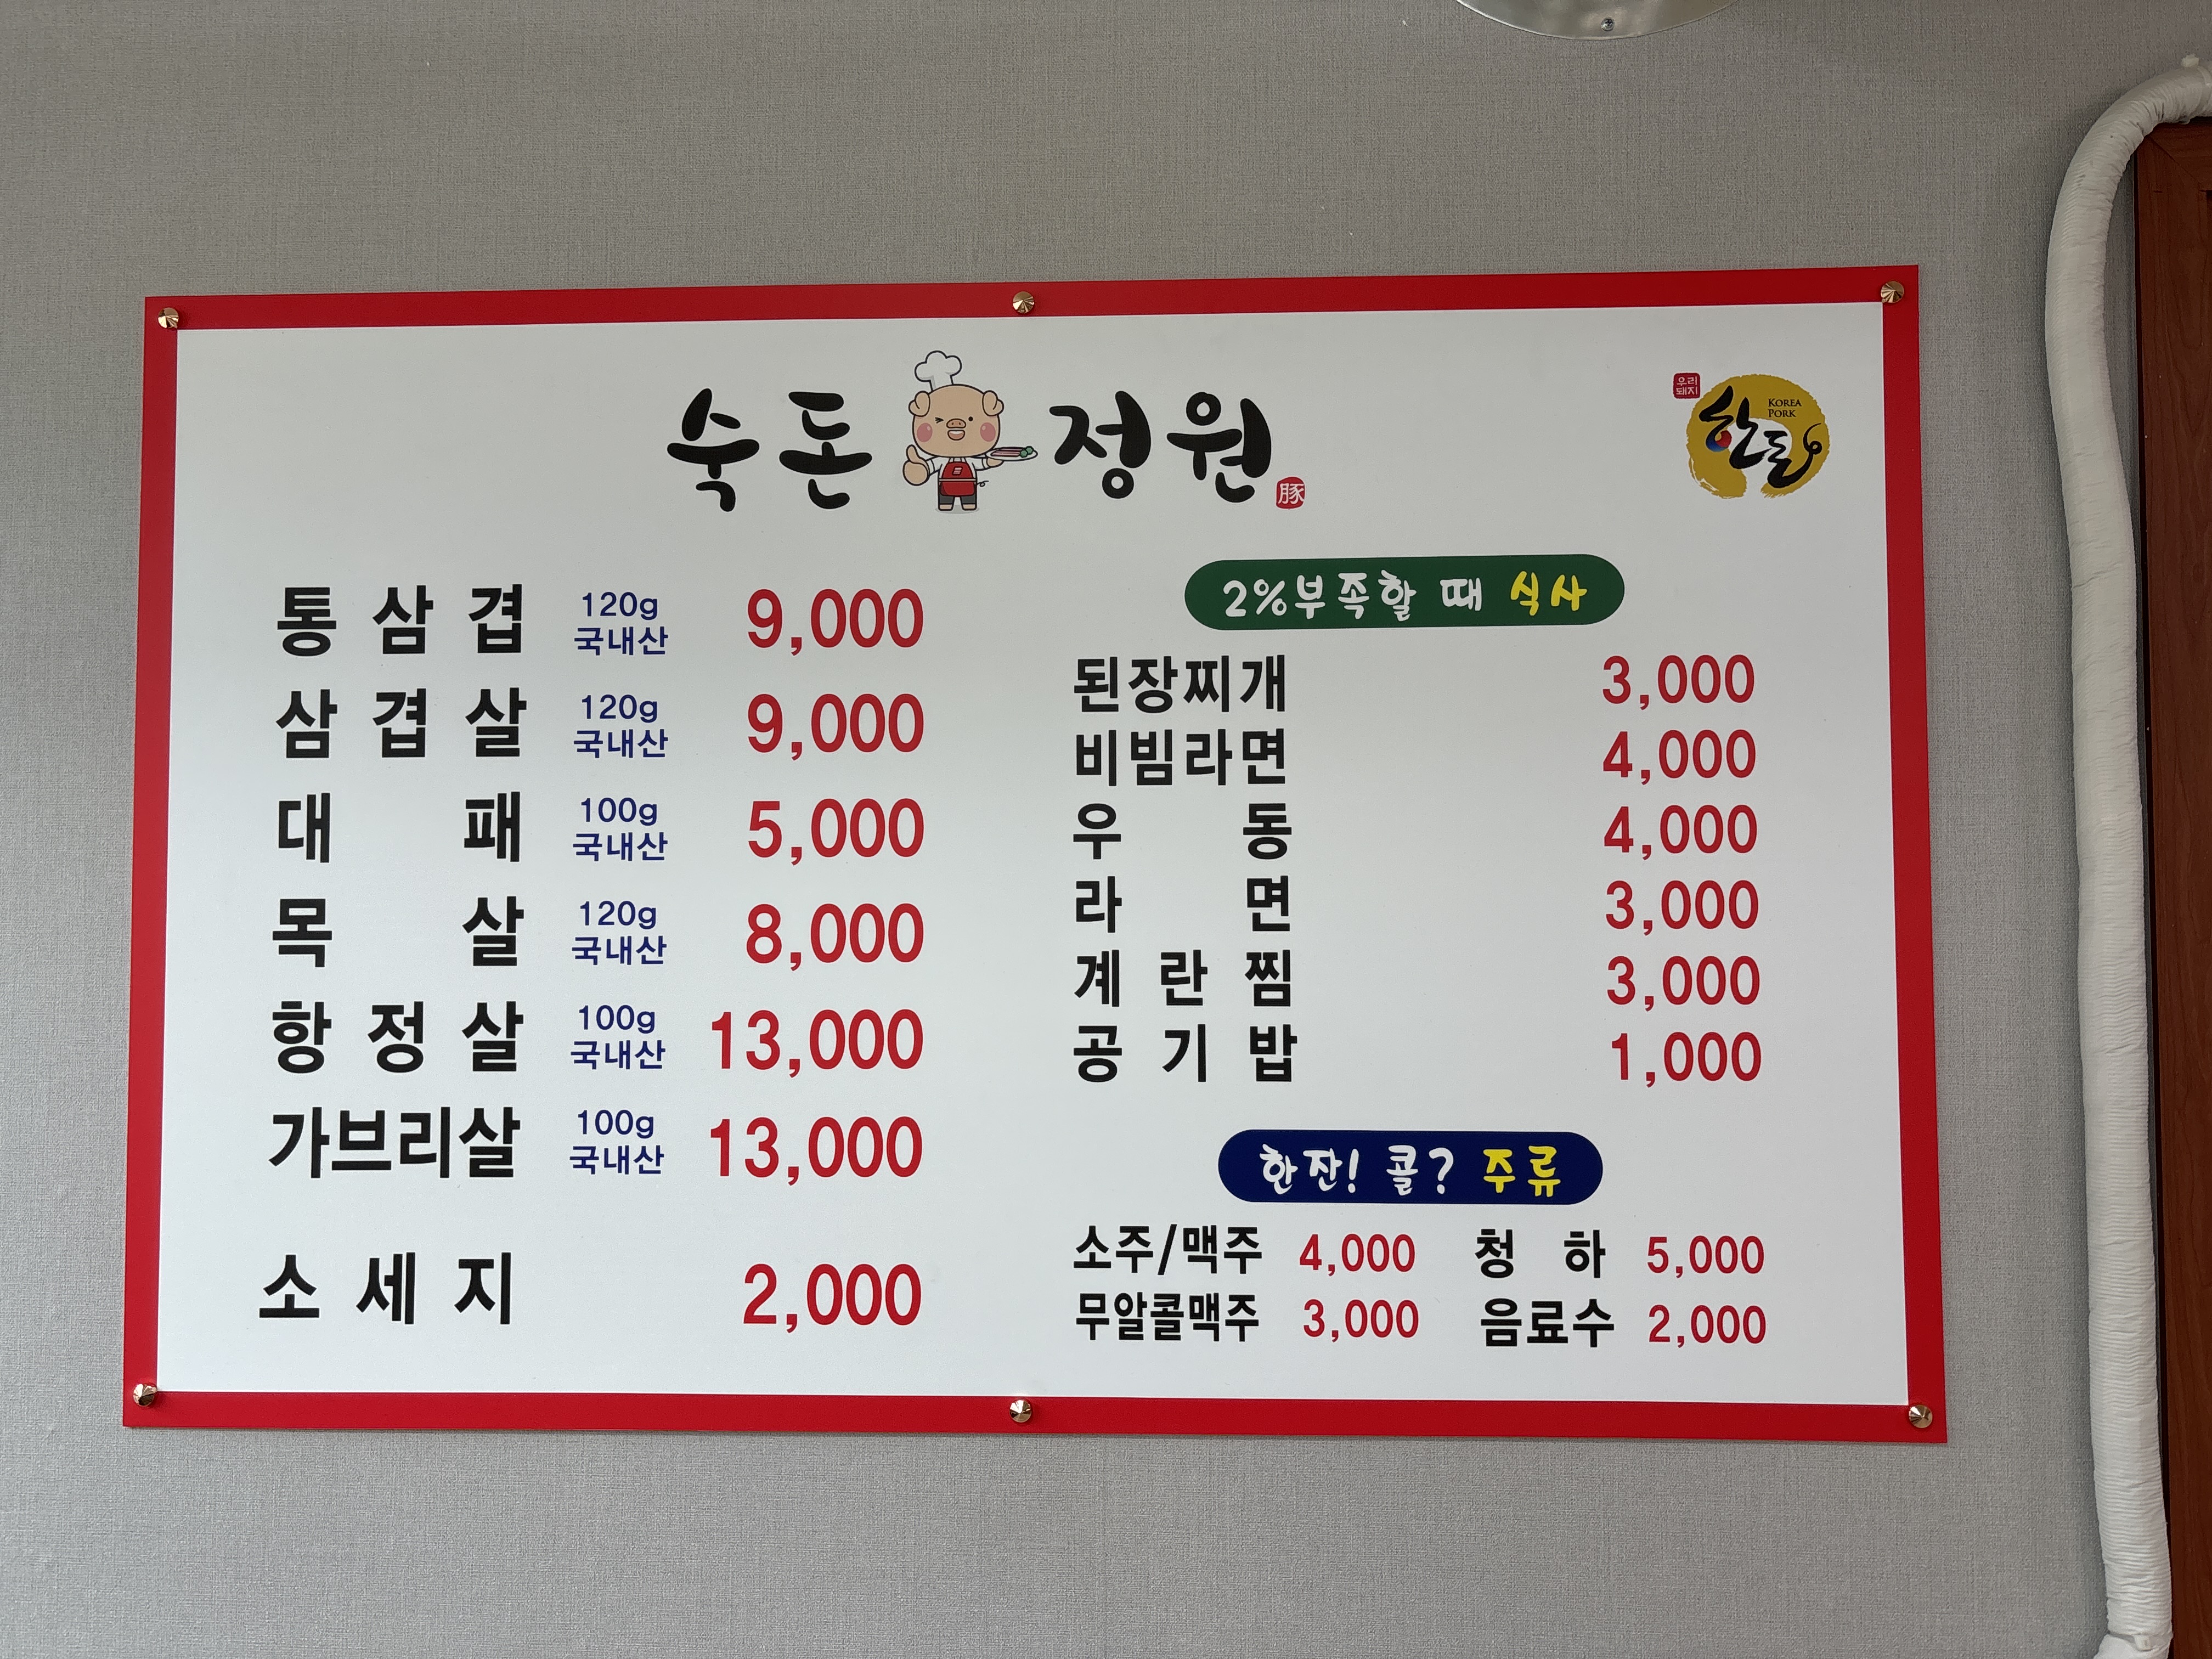 숙돈정원
豚
우리
돼지
KOREA
PORK
한돈
통삼겹 120g 국내산 9,000
삼겹살 120g 국내산 9,000
대패 100g 국내산 5,000
목살 120g 국내산 8,000
항정살 100g 국내산 13,000
가브리살 100g 국내산 13,000
소세지 2,000
2%부족할 때 식사
된장찌개 3,000
비빔라면 4,000
우동 4,000
라면 3,000
계란찜 3,000
공기밥 1,000
한잔! 콜? 주류
소주/맥주 4,000 청하 5,000
무알콜맥주 3,000 음료수 2,000